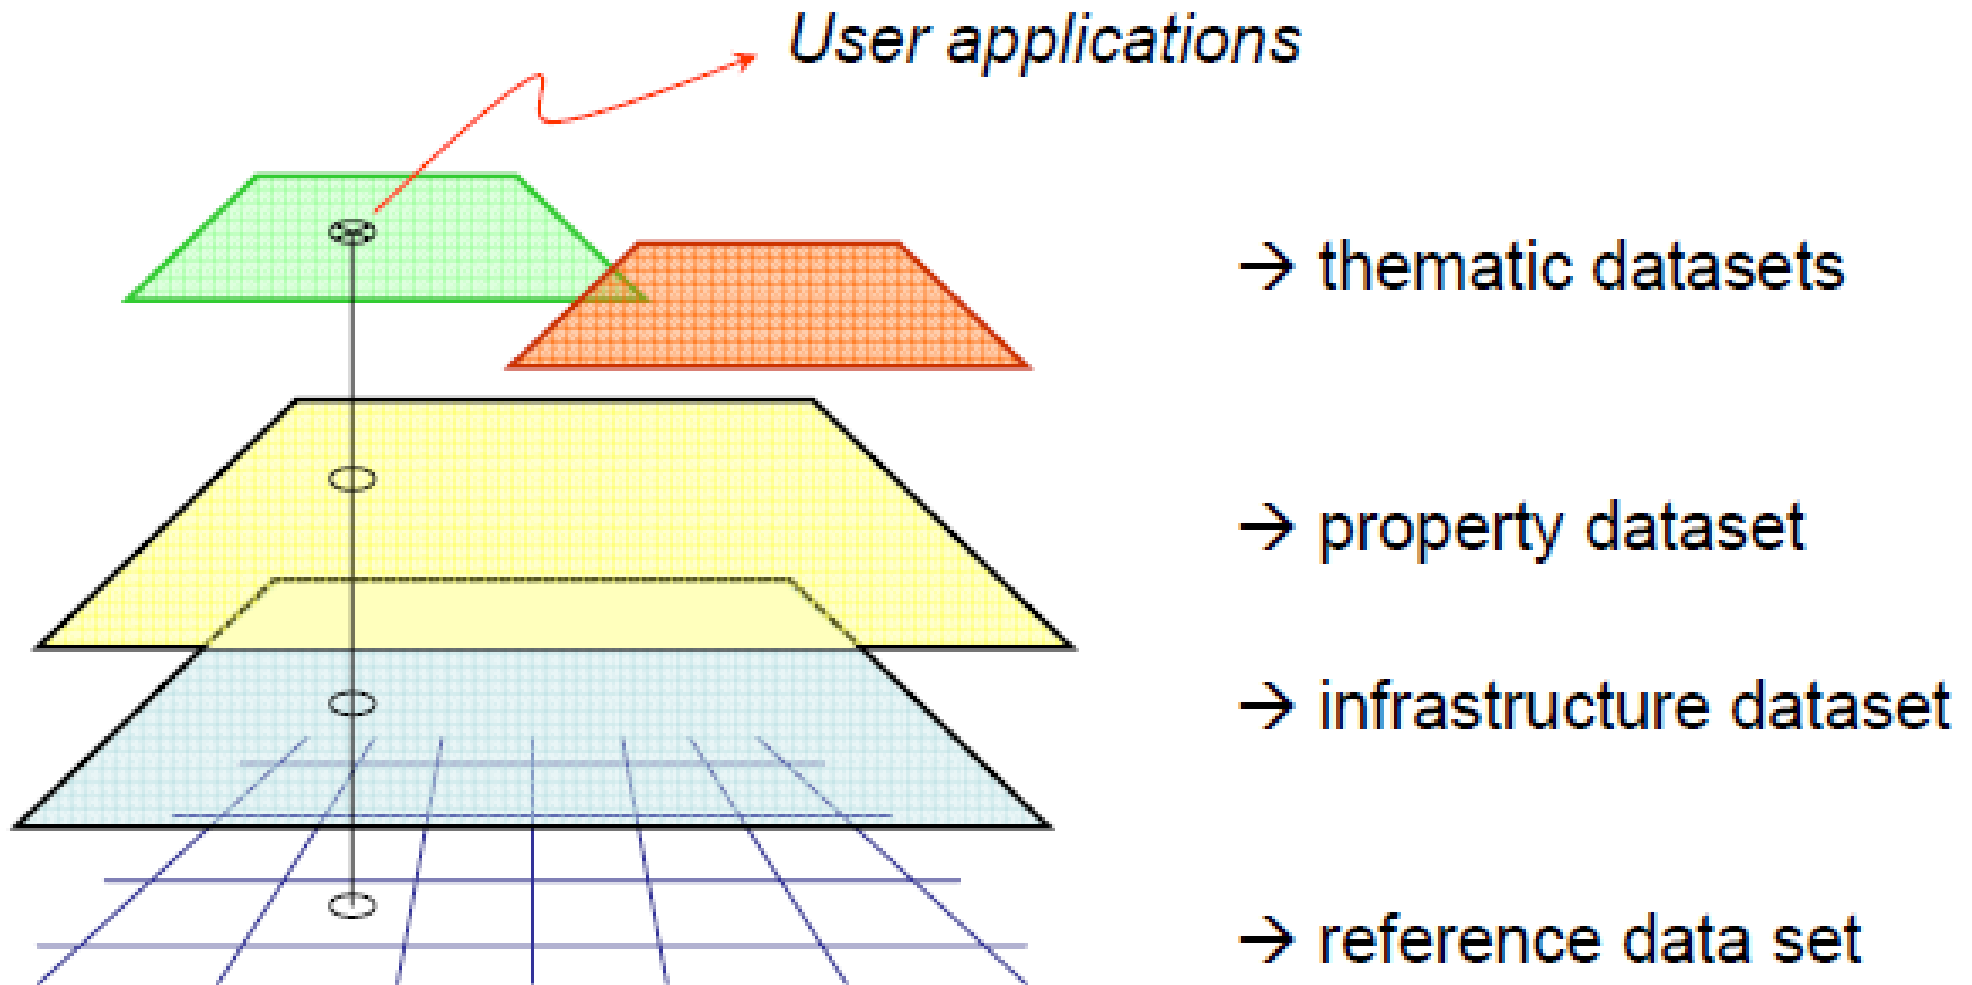 User applications
→ thematic datasets
→ property dataset
→ infrastructure dataset
→ reference data set